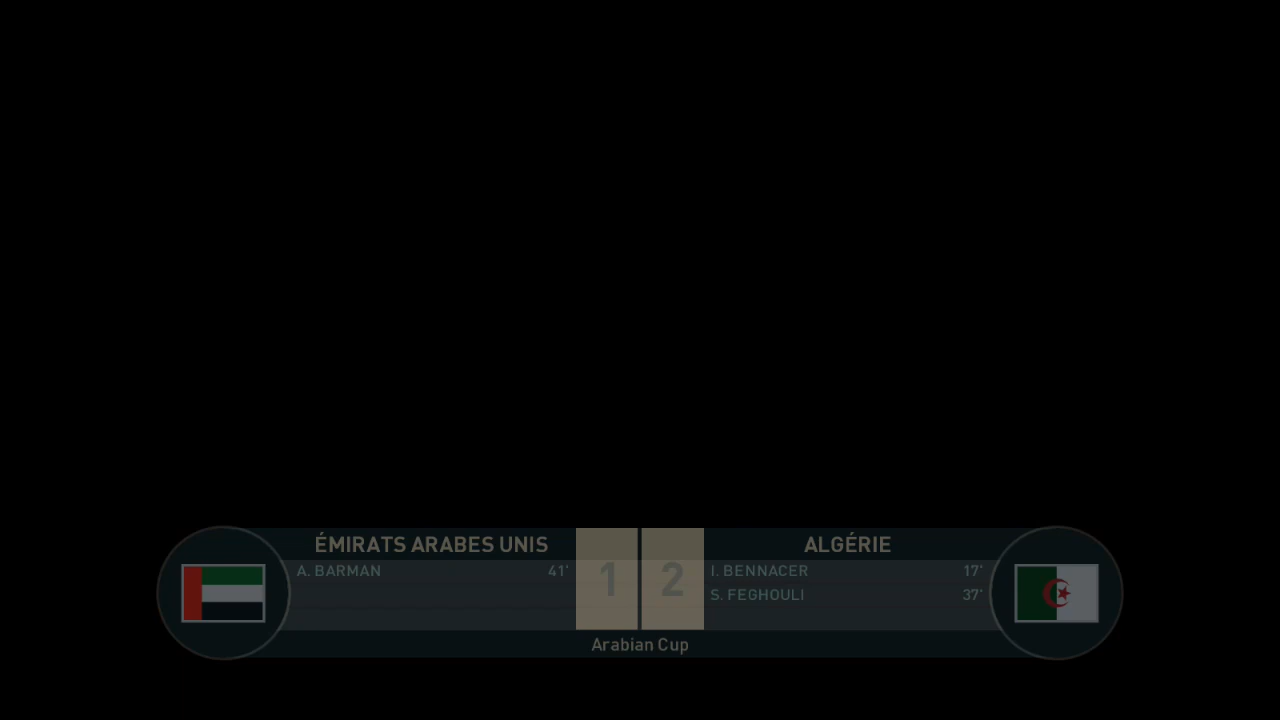 ÉMIRATS ARABES UNIS 1 2 ALGÉRIE
A. BARMAN 41' I. BENNACER 17'
S. FEGHOULI 37'
Arabian Cup